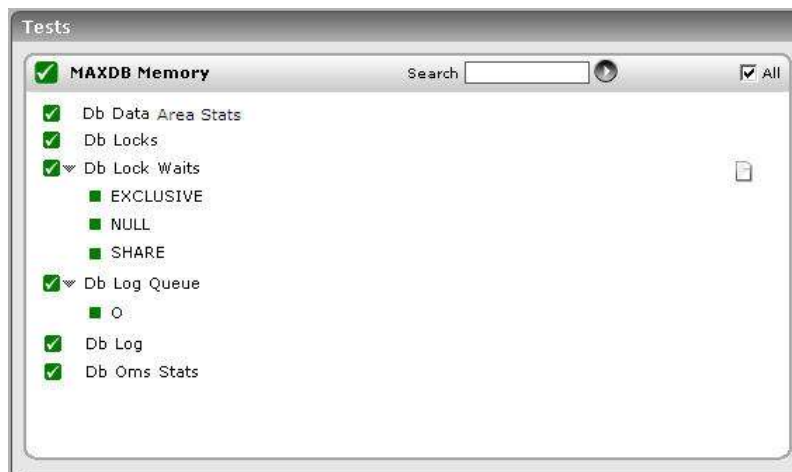 Tests
MAXDB Memory Search All
Db Data Area Stats
Db Locks
Db Lock Waits
EXCLUSIVE
NULL
SHARE
Db Log Queue
O
Db Log
Db Oms Stats